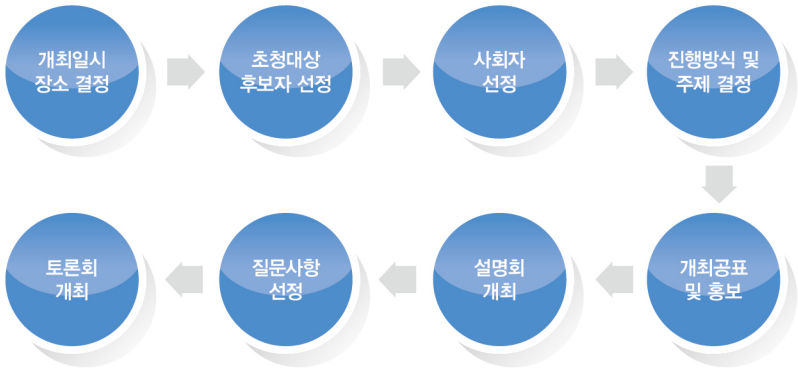 개최일시
장소 결정
초청대상
후보자 선정
사회자
선정
진행방식 및
주제 결정
개최공표
및 홍보
설명회
개최
질문사항
선정
토론회
개최